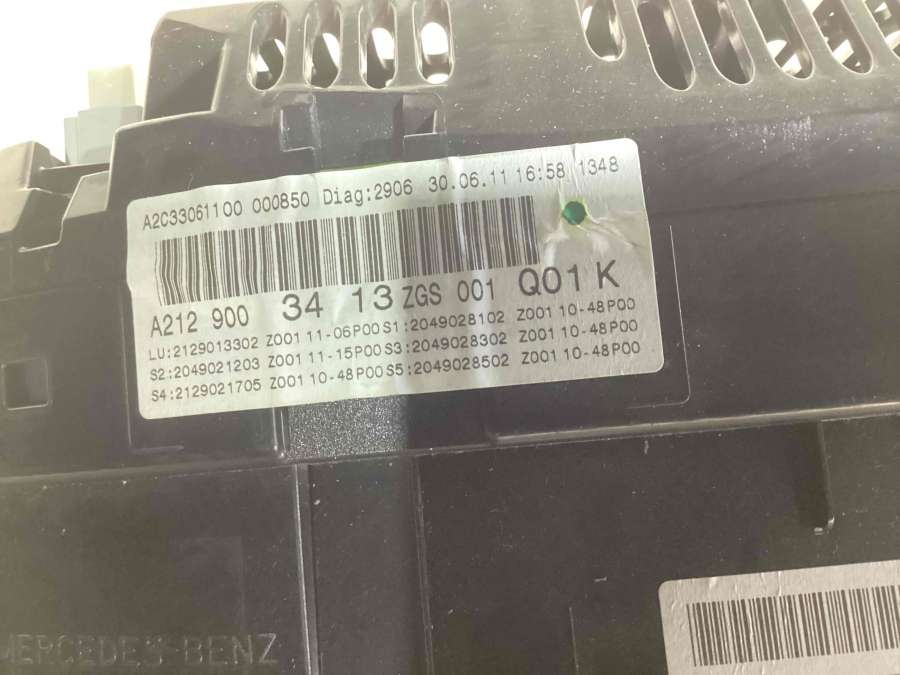 A2C33061100 000850 Diag:2906 30.06.11 16:58 1348
A212 900 34 13 ZGS 001 Q01 K
LU:2129013302 Z001 11-06P00 S1:2049028102 Z001 10-48P00
S2:2049021203 Z001 11-15P00 S3:2049028302 Z001 10-48P00
S4:2129021705 Z001 10-48P00 S5:2049028502 Z001 10-48P00
MERCEDES-BENZ